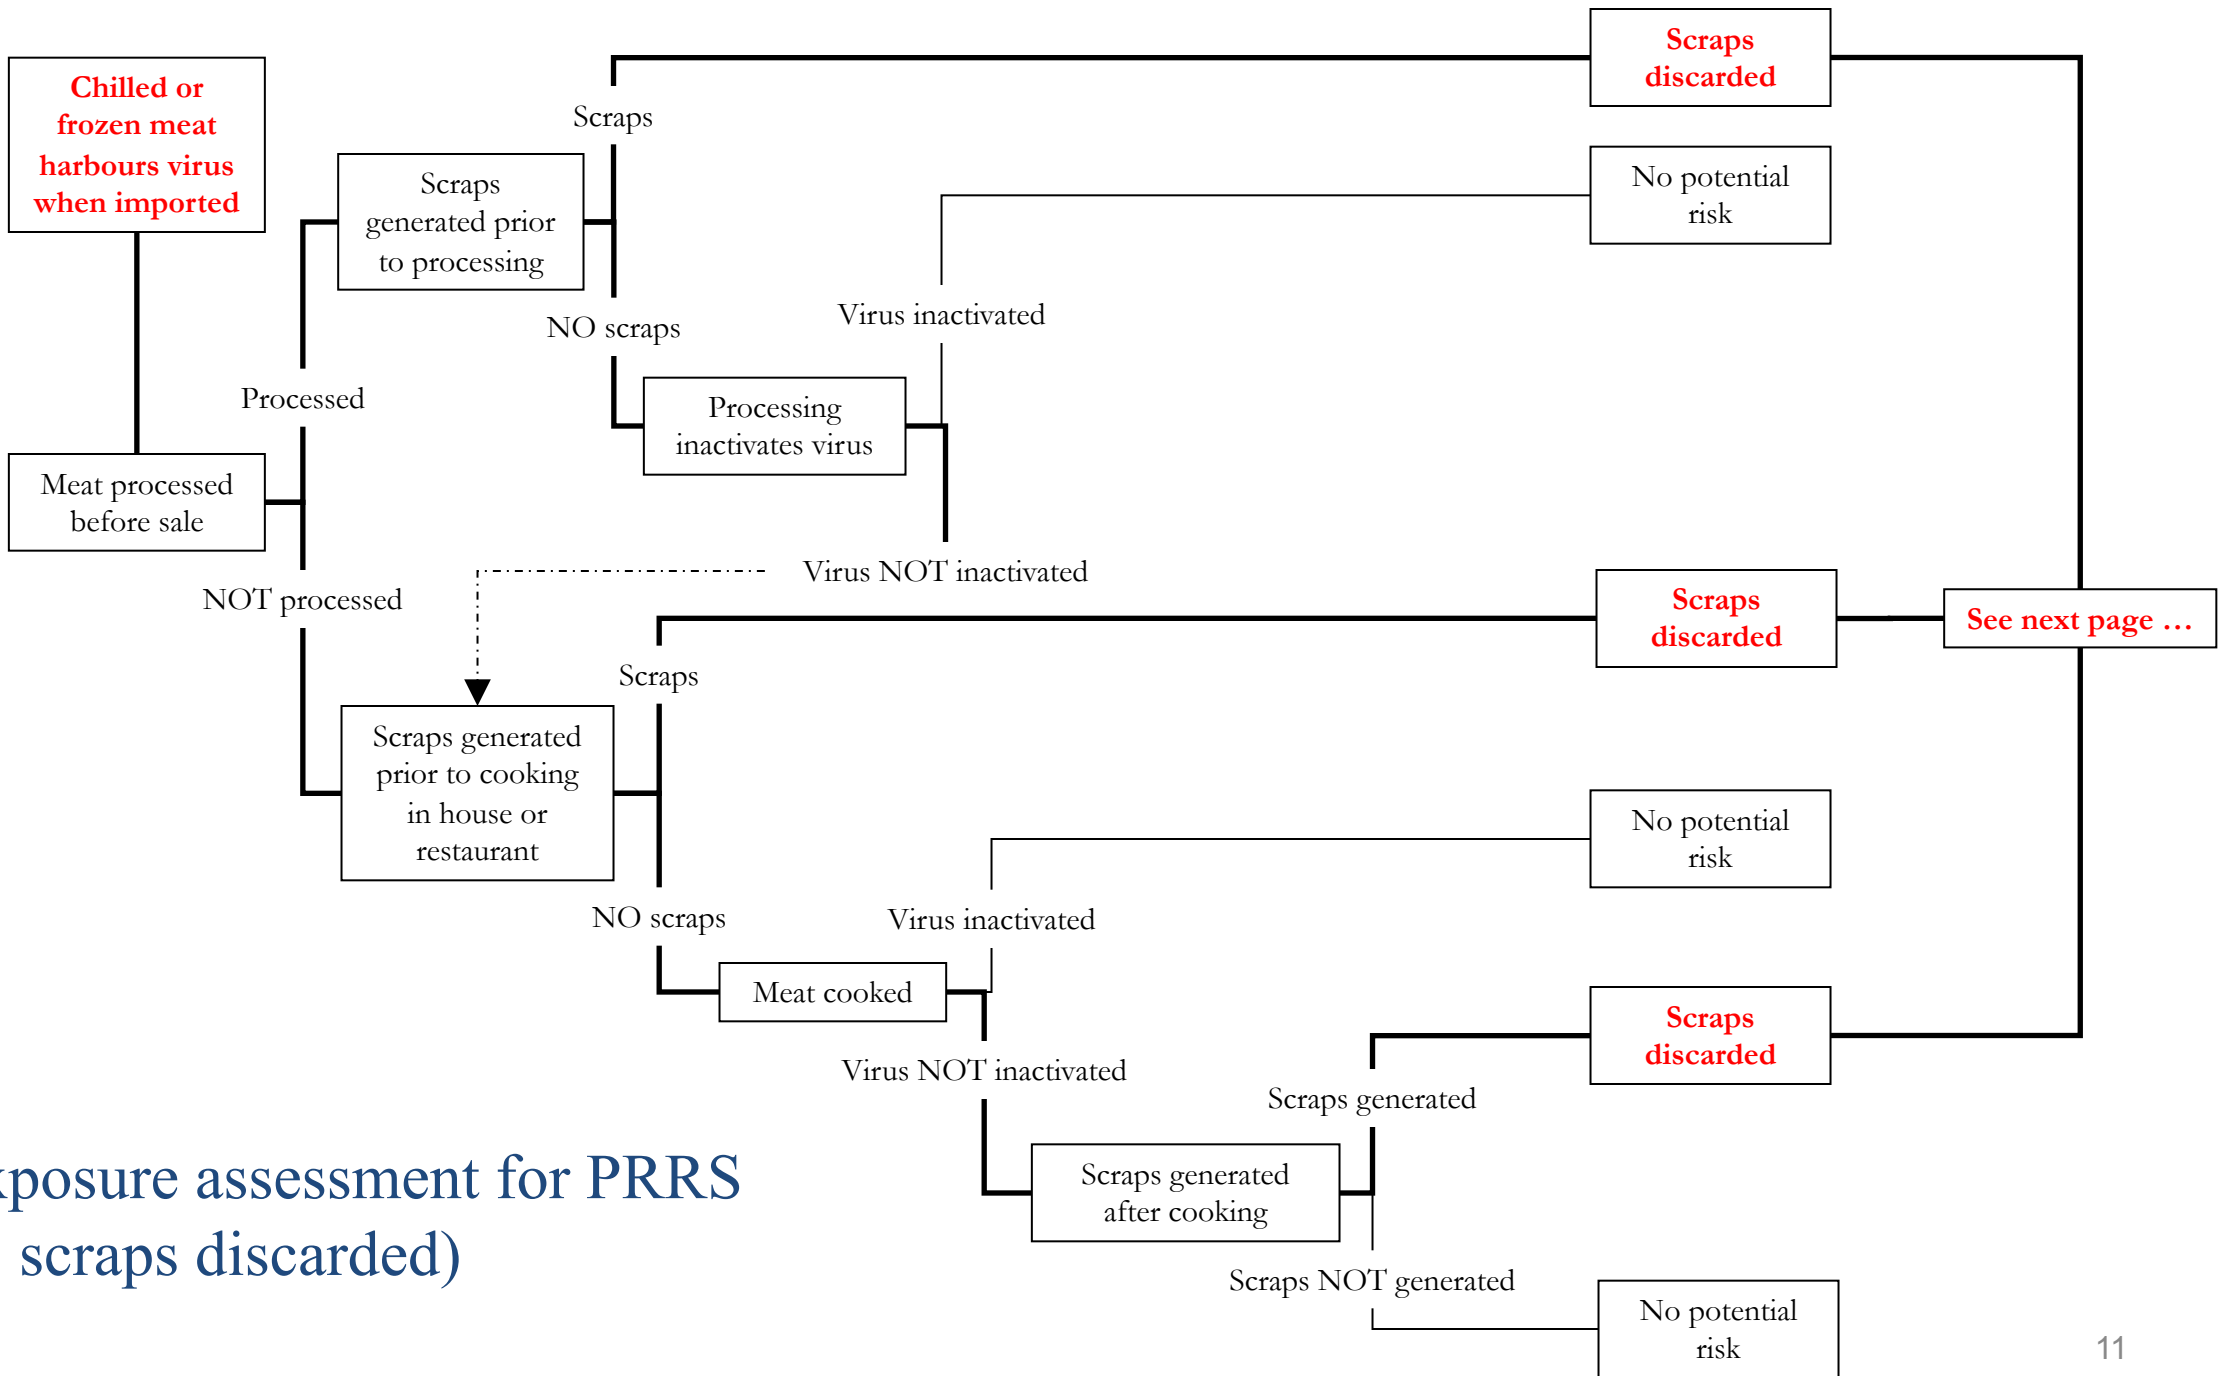 Scraps
discarded
Chilled or
frozen meat
harbours virus
when imported
Scraps
No potential
risk
Scraps
generated prior
to processing
Virus inactivated
NO scraps
Processed
Processing
inactivates virus
Meat processed
before sale
Virus NOT inactivated
NOT processed
Scraps
discarded
See next page …
Scraps
Scraps generated
prior to cooking
in house or
restaurant
No potential
risk
NO scraps
Virus inactivated
Meat cooked
Scraps
discarded
Virus NOT inactivated
Scraps generated
Scraps generated
after cooking
xposure assessment for PRRS
scraps discarded)
Scraps NOT generated
No potential
risk
11